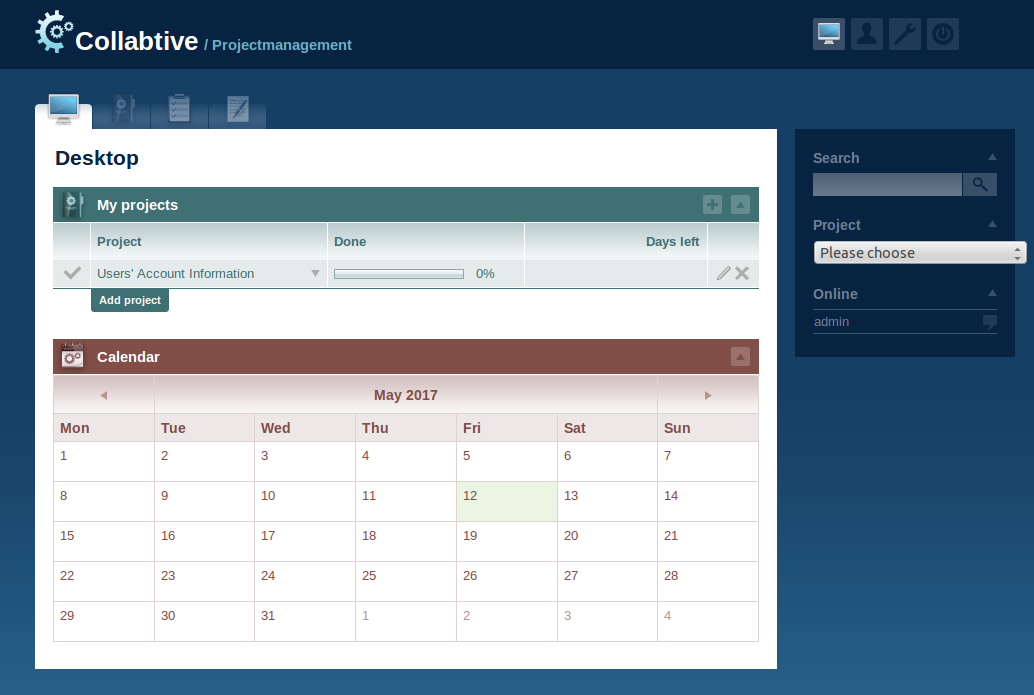 Collabtive / Projectmanagement
Desktop
My projects
Project Done Days left
Users' Account Information 0%
Add project
Calendar
May 2017
Mon Tue Wed Thu Fri Sat Sun
1 2 3 4 5 6 7
8 9 10 11 12 13 14
15 16 17 18 19 20 21
22 23 24 25 26 27 28
29 30 31 1 2 3 4
Search
Project
Please choose
Online
admin